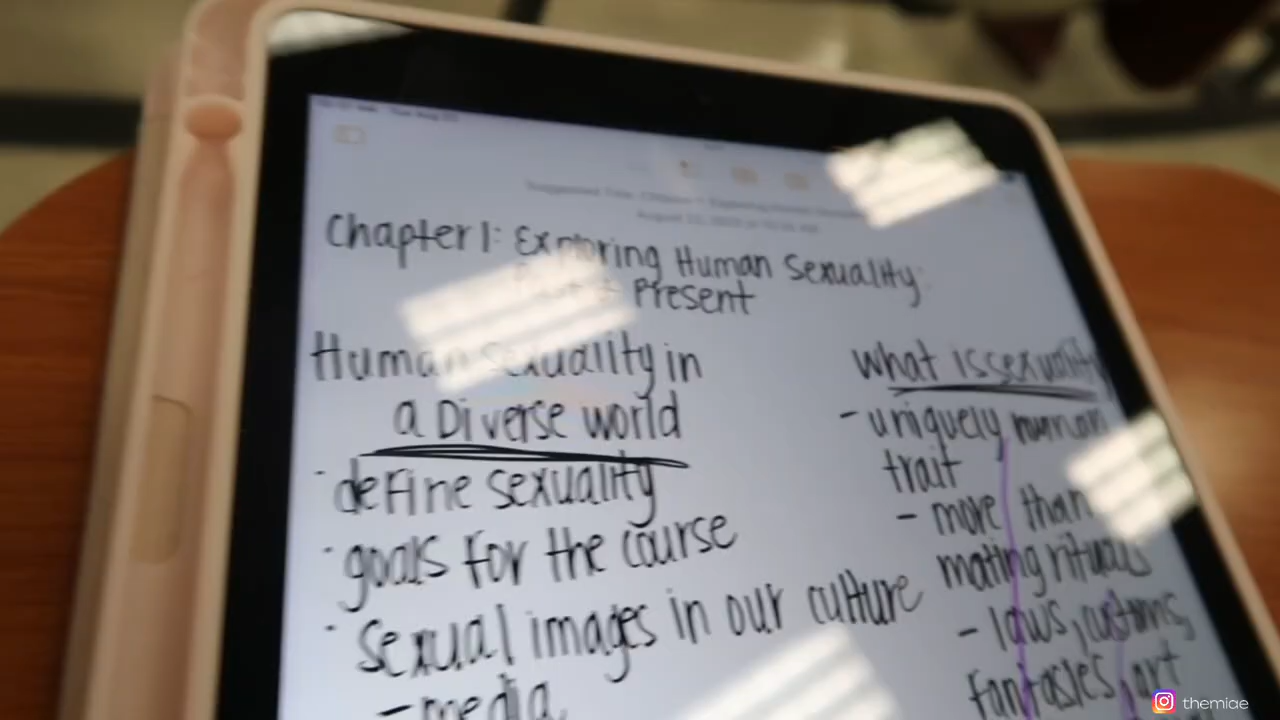 Chapter 1: Exploring Human Sexuality:
Present
Human sexuality in
a Diverse world
· define sexuality
· goals for the course
· sexual images in our culture
- media
what is sexuality
- uniquely human
trait
- more than
mating rituals
- laws, customs,
fantasies, art
themiae